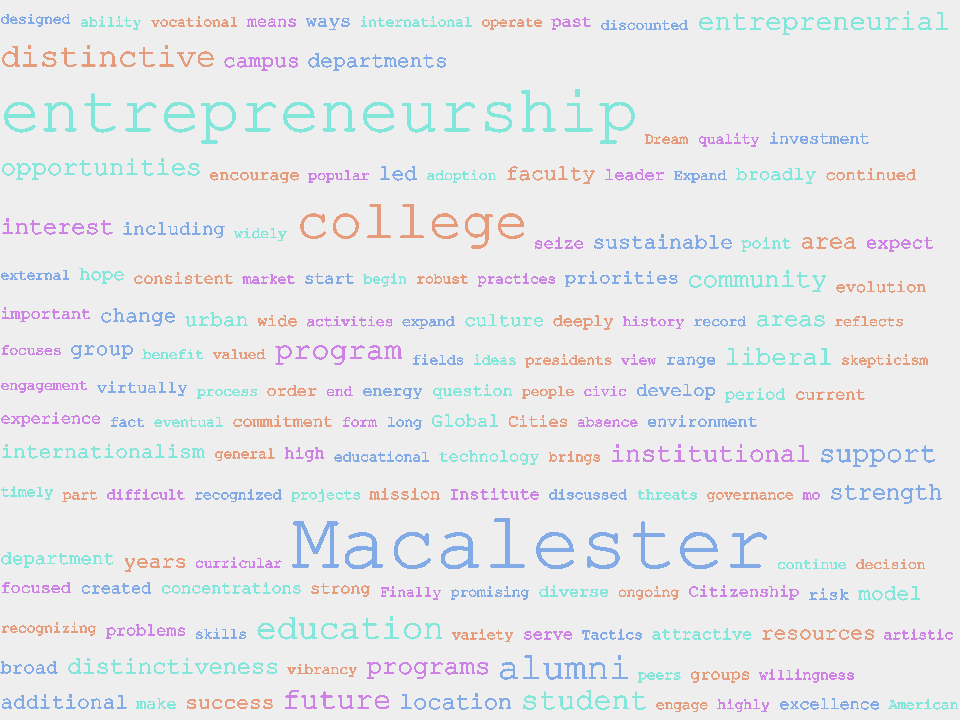 designed ability vocational means ways international operate past discounted entrepreneurial
distinctive campus departments
entrepreneurship Dream quality investment
opportunities encourage popular led adoption faculty leader Expand broadly continued
interest including widely college seize sustainable point area expect
external hope consistent market start begin robust practices priorities community evolution
important change urban wide activities expand culture deeply history record areas reflects
focuses group benefit valued program fields ideas presidents view range liberal skepticism
engagement virtually process order end energy question people civic develop period current
experience fact eventual commitment form long Global Cities absence environment
internationalism general high educational technology brings institutional support
timely part difficult recognized projects mission Institute discussed threats governance mo strength
department years curricular Macalester continue decision
focused created concentrations strong Finally promising diverse ongoing Citizenship risk model
recognizing problems skills education variety serve Tactics attractive resources artistic
broad distinctiveness vibrancy programs alumni peers groups willingness
additional make success future location student engage highly excellence American